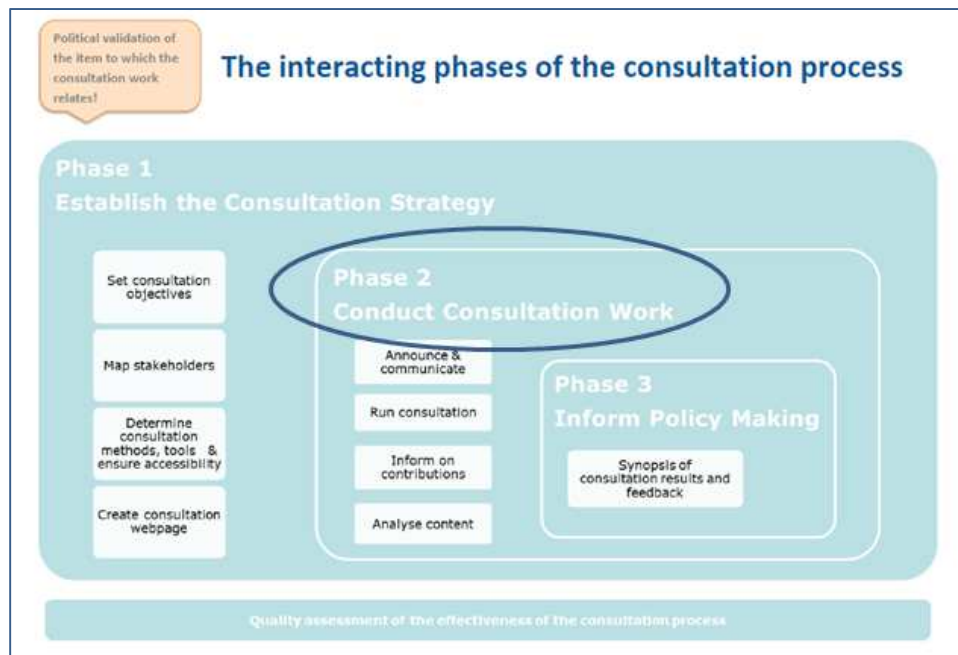 Political validation of
the item to which the
consultation work
relates!
The interacting phases of the consultation process
Phase 1
Establish the Consultation Strategy
Set consultation
objectives
Map stakeholders
Determine
consultation
methods, tools &
ensure accessibility
Create consultation
webpage
Phase 2
Conduct Consultation Work
Announce &
communicate
Run consultation
Inform on
contributions
Analyse content
Phase 3
Inform Policy Making
Synopsis of
consultation results and
feedback
Quality assessment of the effectiveness of the consultation process